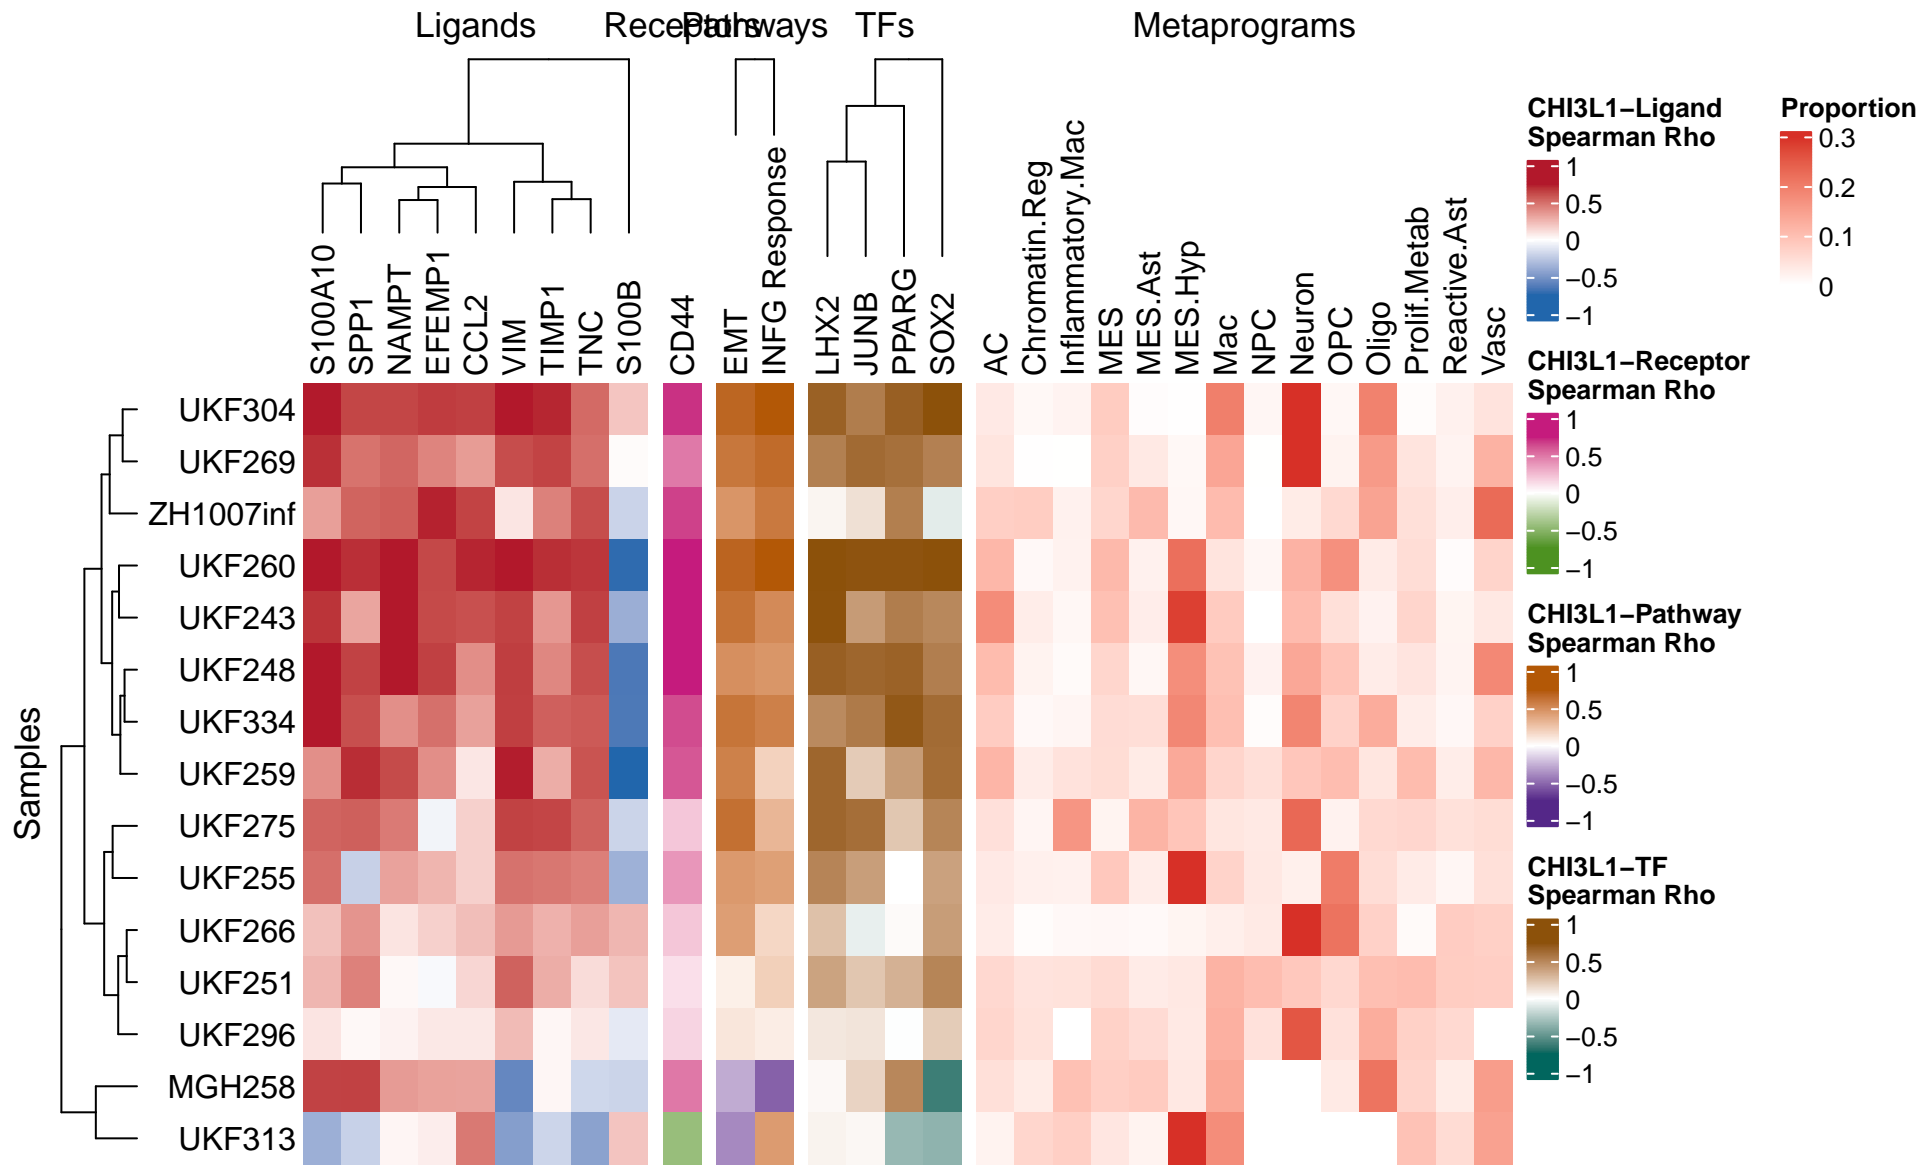 Ligands Receptors Pathways TFs Metaprograms
S100A10
SPP1
NAMPT
EFEMP1
CCL2
VIM
TIMP1
TNC
S100B
CD44
EMT
INFG Response
LHX2
JUNB
PPARG
SOX2
AC
Chromatin.Reg
Inflammatory.Mac
MES
MES.Ast
MES.Hyp
Mac
NPC
Neuron
OPC
Oligo
Prolif.Metab
Reactive.Ast
Vasc
Samples
UKF304
UKF269
ZH1007inf
UKF260
UKF243
UKF248
UKF334
UKF259
UKF275
UKF255
UKF266
UKF251
UKF296
MGH258
UKF313
CHI3L1−Ligand
Spearman Rho
1
0.5
0
−0.5
−1
CHI3L1−Receptor
Spearman Rho
1
0.5
0
−0.5
−1
CHI3L1−Pathway
Spearman Rho
1
0.5
0
−0.5
−1
CHI3L1−TF
Spearman Rho
1
0.5
0
−0.5
−1
Proportion
0.3
0.2
0.1
0